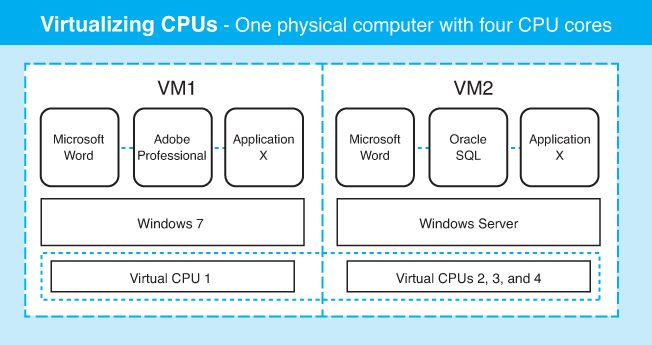 Virtualizing CPUs - One physical computer with four CPU cores
VM1
Microsoft
Word
Adobe
Professional
Application
X
Windows 7
Virtual CPU 1
VM2
Microsoft
Word
Oracle
SQL
Application
X
Windows Server
Virtual CPUs 2, 3, and 4